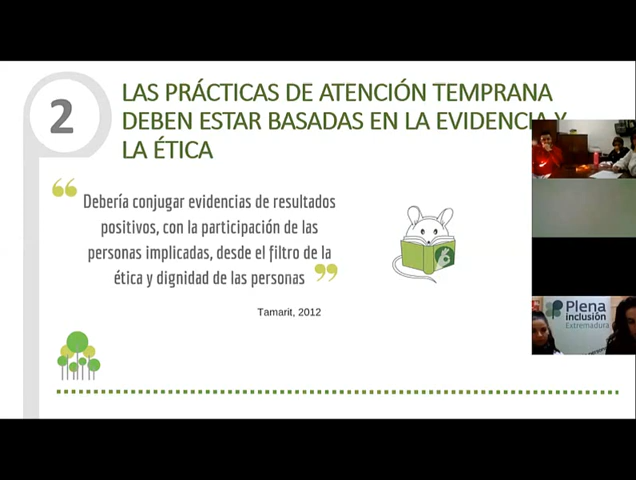 2
LAS PRÁCTICAS DE ATENCIÓN TEMPRANA
DEBEN ESTAR BASADAS EN LA EVIDENCIA Y
LA ÉTICA
“ Debería conjugar evidencias de resultados
positivos, con la participación de las
personas implicadas, desde el filtro de la
ética y dignidad de las personas ”
Tamarit, 2012
Plena
inclusión
Extremadura